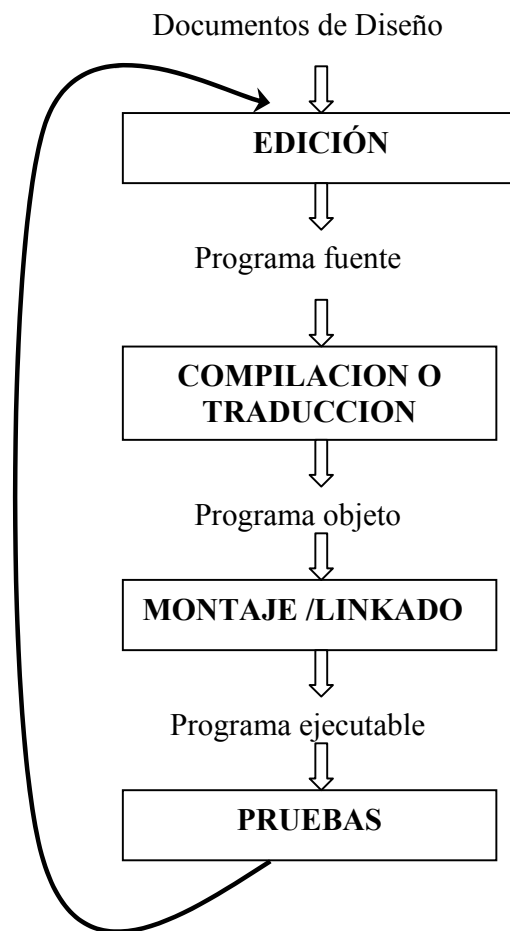 Documentos de Diseño
EDICIÓN
Programa fuente
COMPILACION O
TRADUCCION
Programa objeto
MONTAJE /LINKADO
Programa ejecutable
PRUEBAS